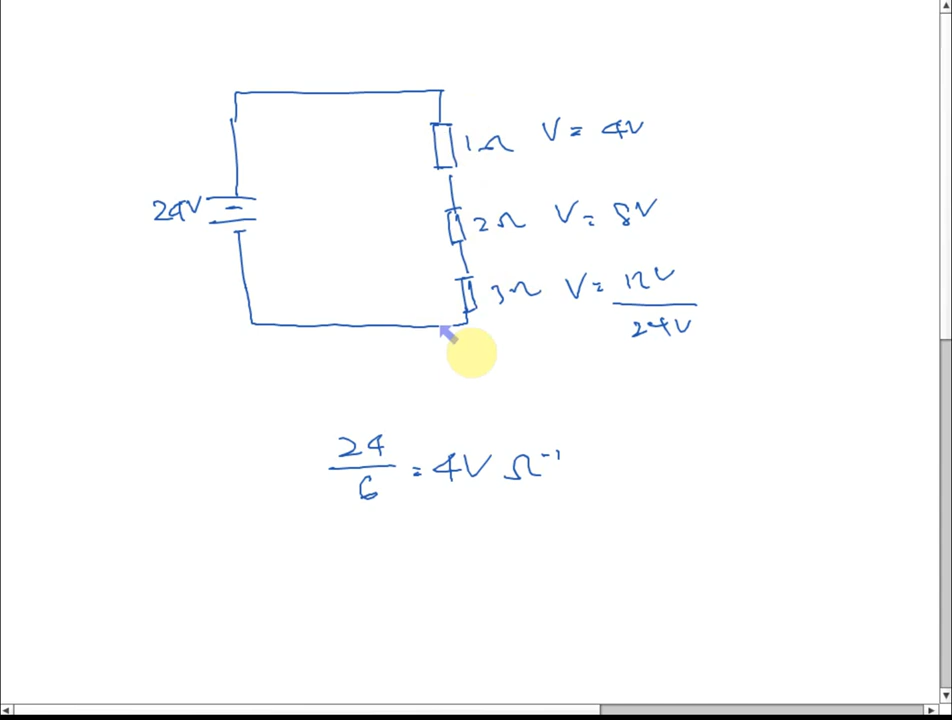 1Ω V = 4V
24V
2Ω V = 8V
3Ω V = 12V
24V
24/6 = 4V Ω⁻¹